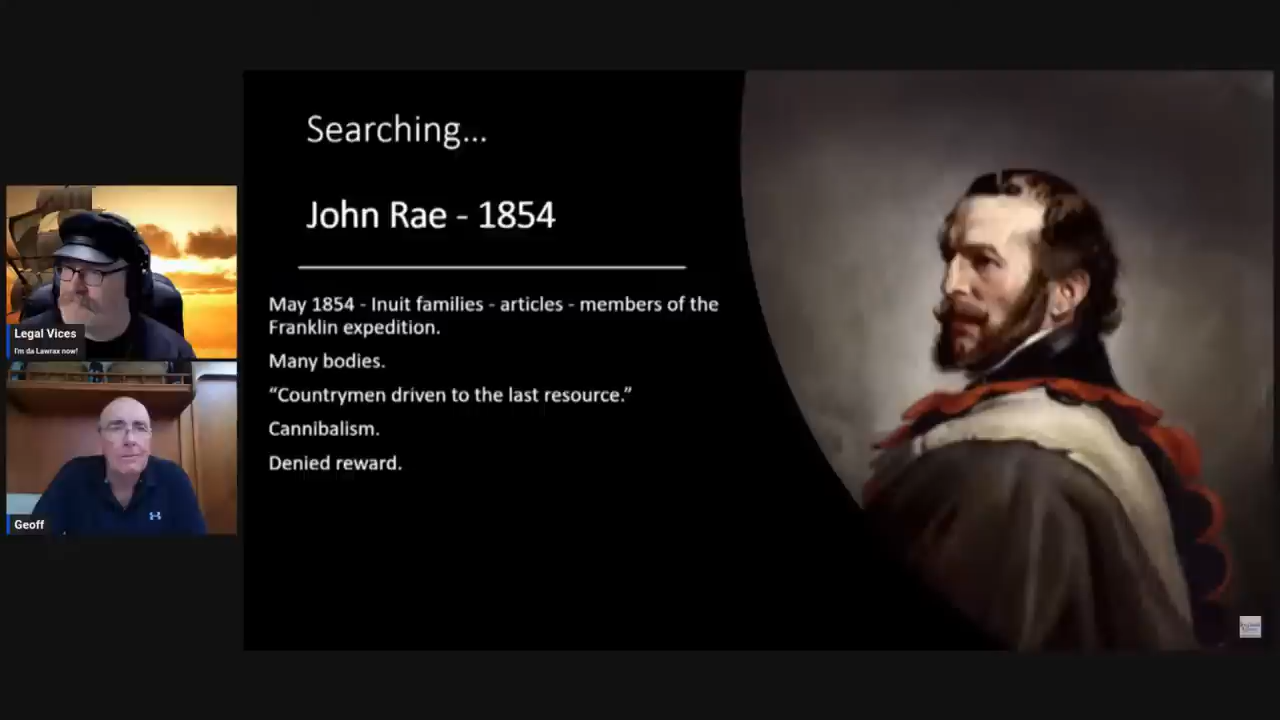 Searching...
John Rae - 1854
May 1854 - Inuit families - articles - members of the
Franklin expedition.
Many bodies.
“Countrymen driven to the last resource.”
Cannibalism.
Denied reward.
Legal Vices
I'm da Lawrax now!
Geoff